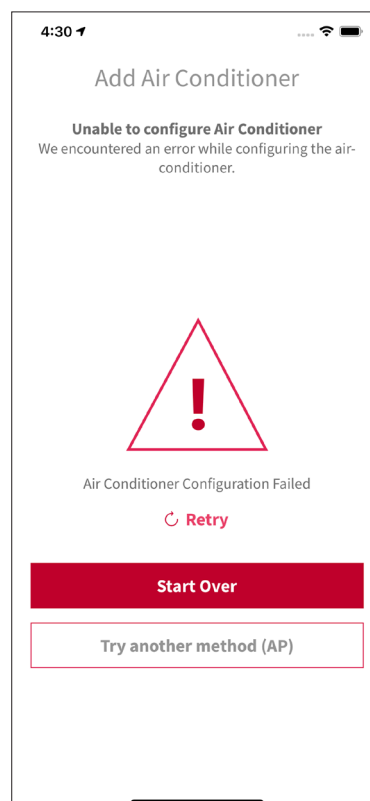 4:30
Add Air Conditioner
Unable to configure Air Conditioner
We encountered an error while configuring the air-
conditioner.
!
Air Conditioner Configuration Failed
Retry
Start Over
Try another method (AP)